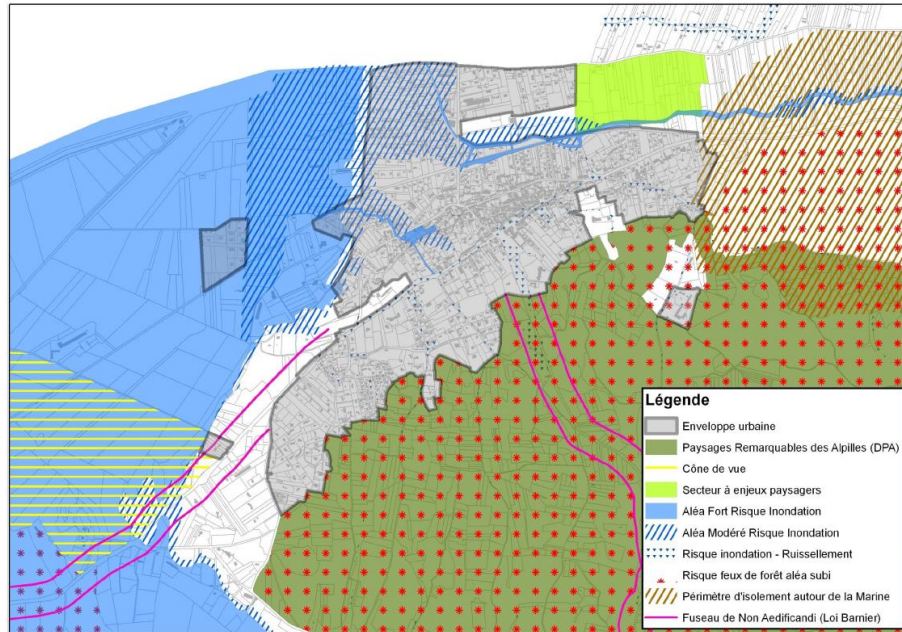 Légende
Enveloppe urbaine
Paysages Remarquables des Alpilles (DPA)
Cône de vue
Secteur à enjeux paysagers
Aléa Fort Risque Inondation
Aléa Modéré Risque Inondation
Risque inondation - Ruissellement
Risque feux de forêt aléa subi
Périmètre d'isolement autour de la Marine
Fuseau de Non Aedificandi (Loi Barnier)